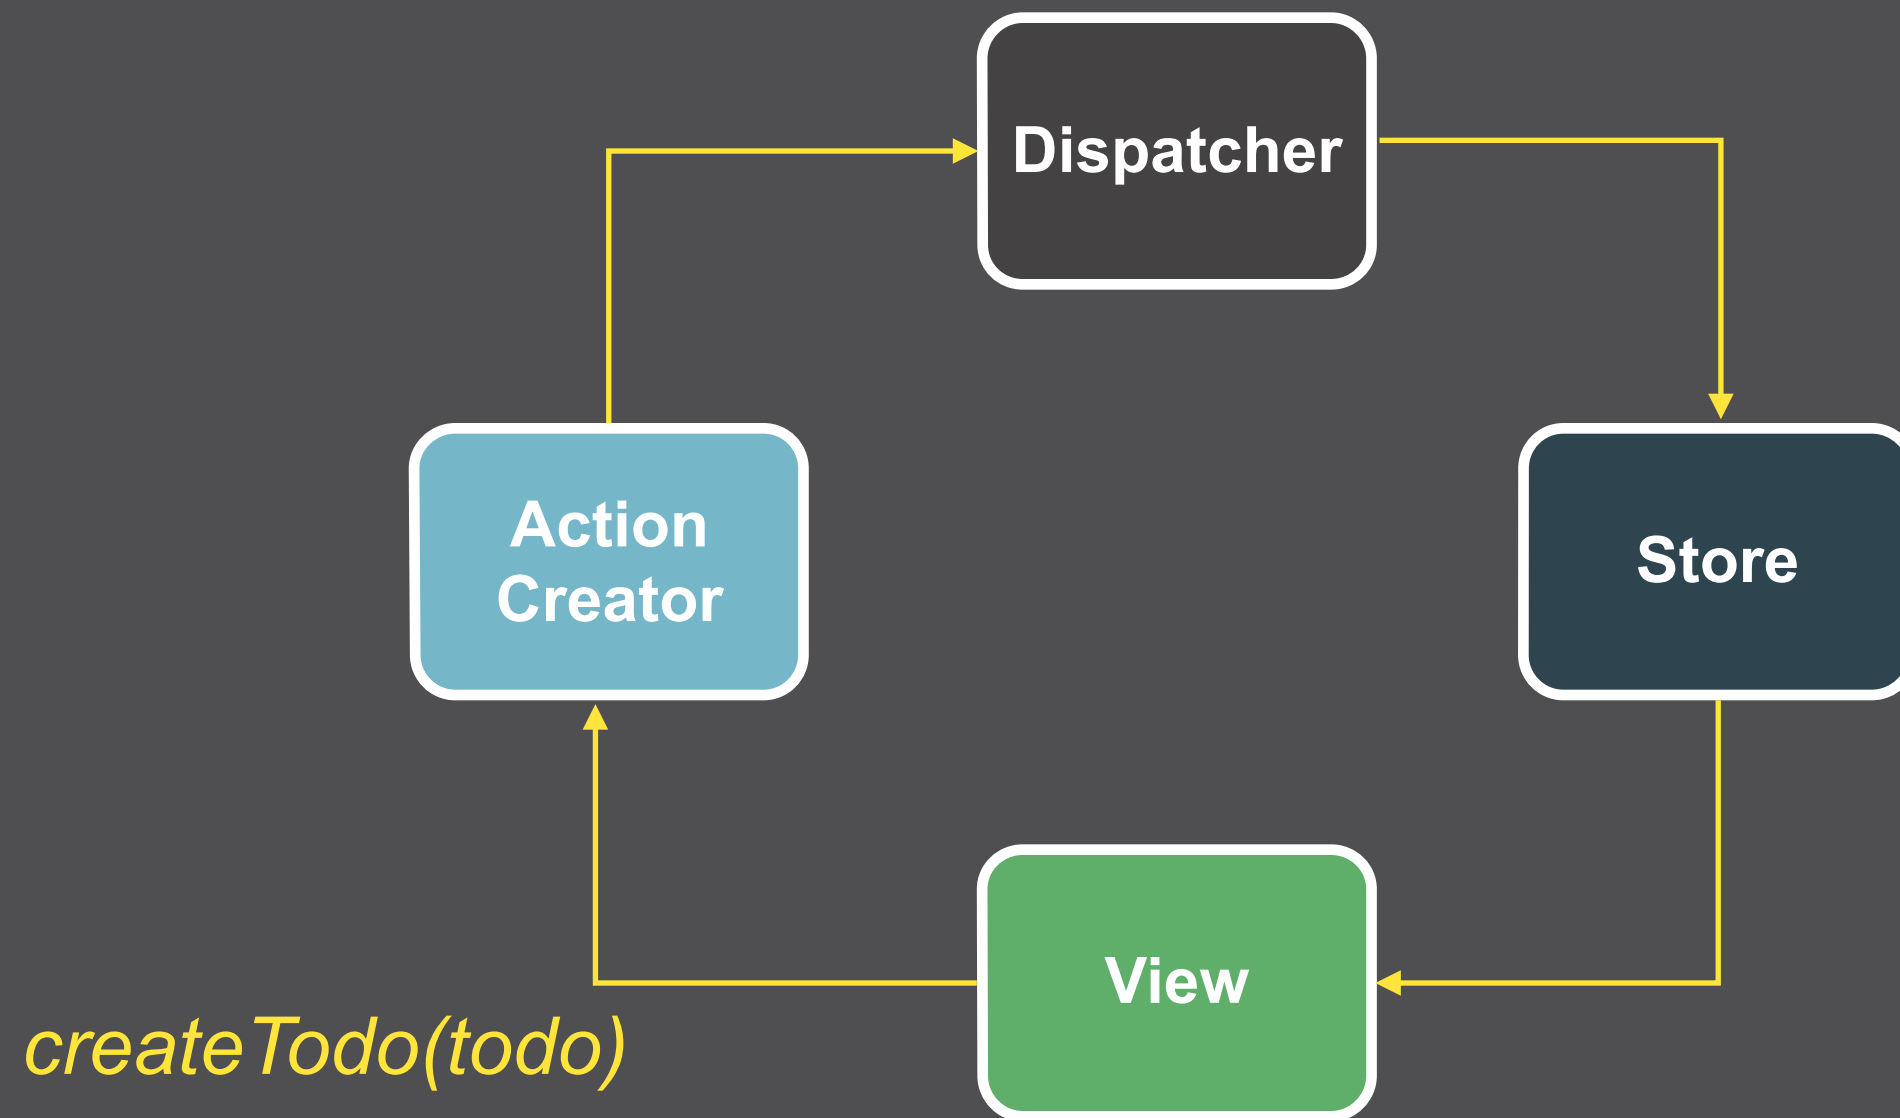 Dispatcher
Action
Creator
Store
View
createTodo(todo)